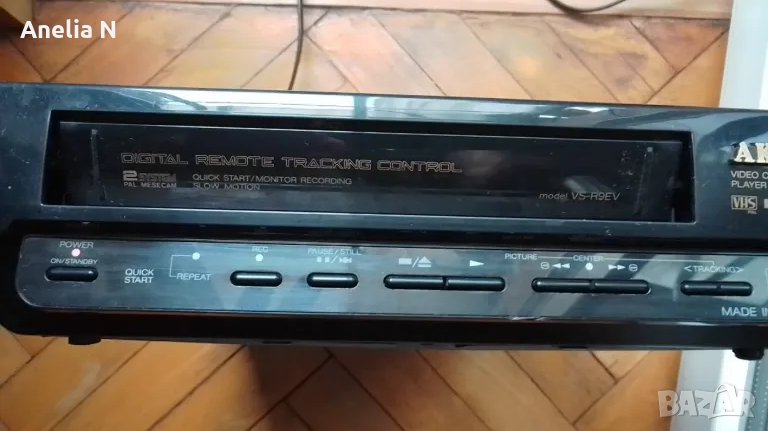 Anelia N
DIGITAL REMOTE TRACKING CONTROL
2 SYSTEM
PAL MESECAM
QUICK START/MONITOR RECORDING
SLOW MOTION
model VS-R9EV
AK
VIDEO C
PLAYER
VHS
PAL
POWER
ON/STANDBY
QUICK
START
REPEAT
REC
PAUSE/STILL
PICTURE
CENTER
<TRACKING>
MADE IN
BAZAR